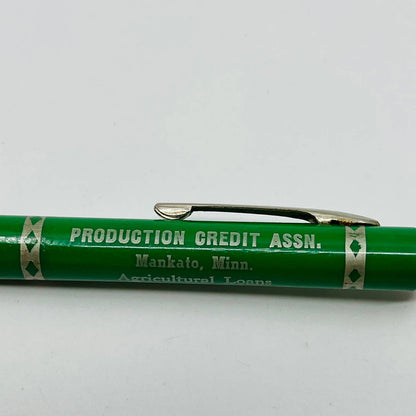 PRODUCTION CREDIT ASSN.
Mankato, Minn.
Agricultural Loans